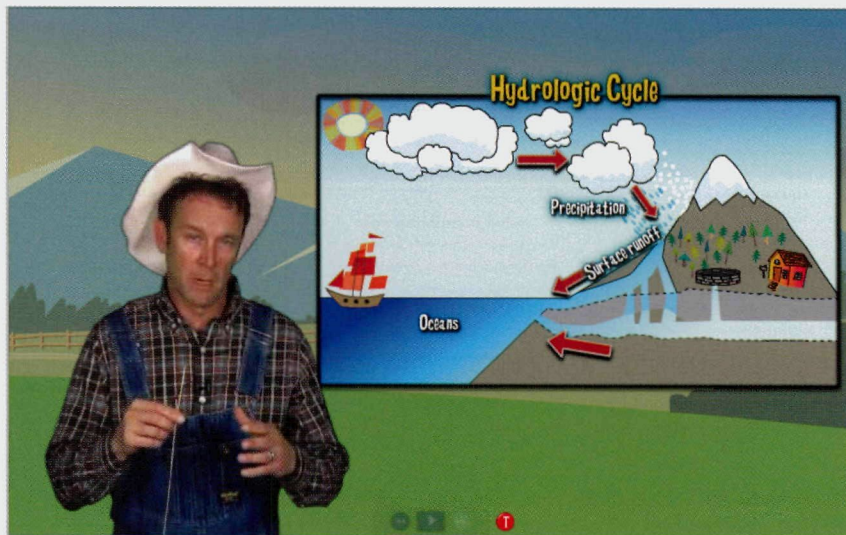 Hydrologic Cycle
Precipitation
Surface runoff
Oceans
T